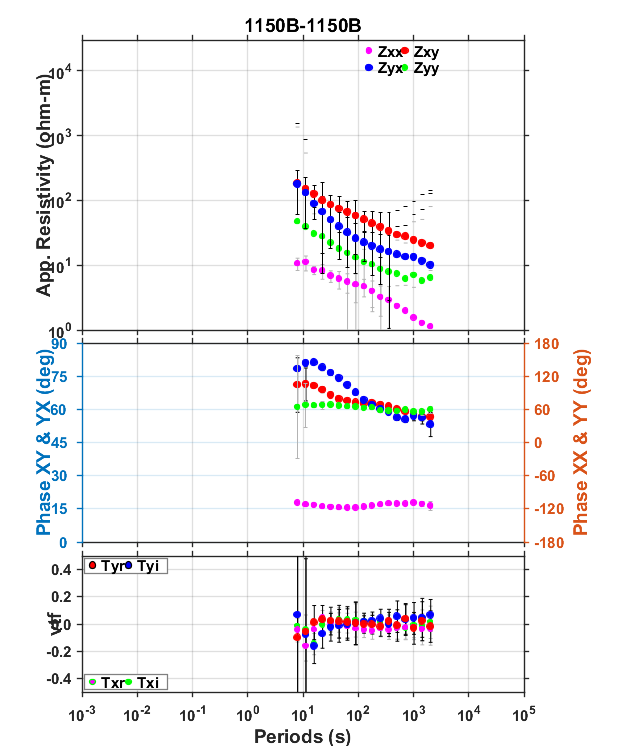 1150B-1150B
Zxx Zxy
Zyx Zyy
App. Resistivity (ohm-m)
10^4
10^3
10^2
10^1
10^0
Phase XY & YX (deg)
90
75
60
45
30
15
0
180
120
60
0
-60
-120
-180
Phase XX & YY (deg)
Tyr Tyi
0.4
0.2
0.0
-0.2
-0.4
Txr Txi
10^-3 10^-2 10^-1 10^0 10^1 10^2 10^3 10^4 10^5
Periods (s)